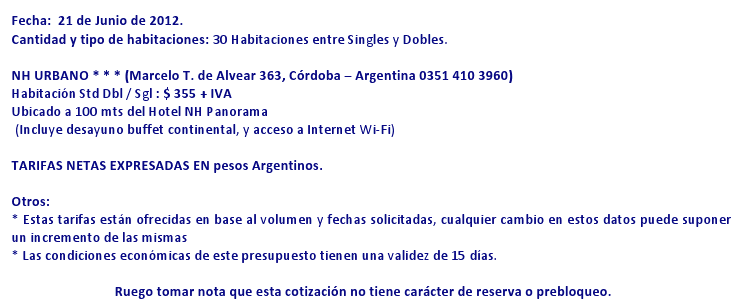 Fecha: 21 de Junio de 2012.
Cantidad y tipo de habitaciones: 30 Habitaciones entre Singles y Dobles.
NH URBANO * * * (Marcelo T. de Alvear 363, Córdoba – Argentina 0351 410 3960)
Habitación Std Dbl / Sgl : $ 355 + IVA
Ubicado a 100 mts del Hotel NH Panorama
(Incluye desayuno buffet continental, y acceso a Internet Wi-Fi)
TARIFAS NETAS EXPRESADAS EN pesos Argentinos.
Otros:
* Estas tarifas están ofrecidas en base al volumen y fechas solicitadas, cualquier cambio en estos datos puede suponer
un incremento de las mismas
* Las condiciones económicas de este presupuesto tienen una validez de 15 días.
Ruego tomar nota que esta cotización no tiene carácter de reserva o prebloqueo.